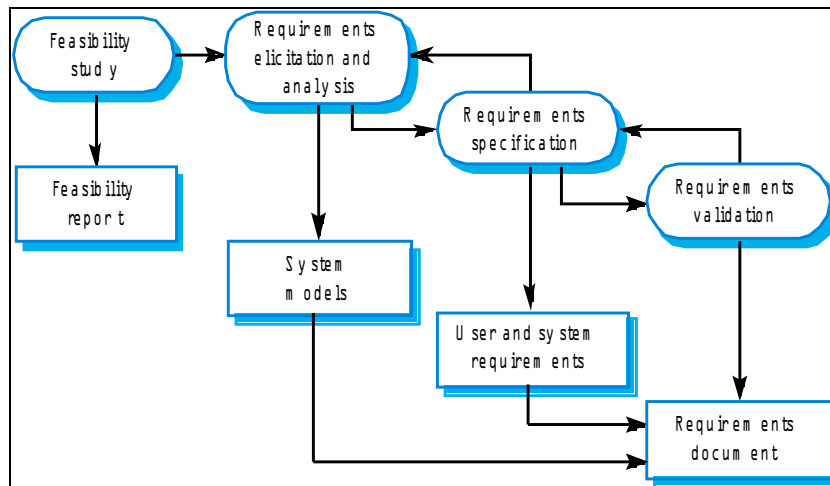 Feasibility
study
Requirements
elicitation and
analysis
Requirements
specification
Requirements
validation
Feasibility
report
System
models
User and system
requirements
Requirements
document